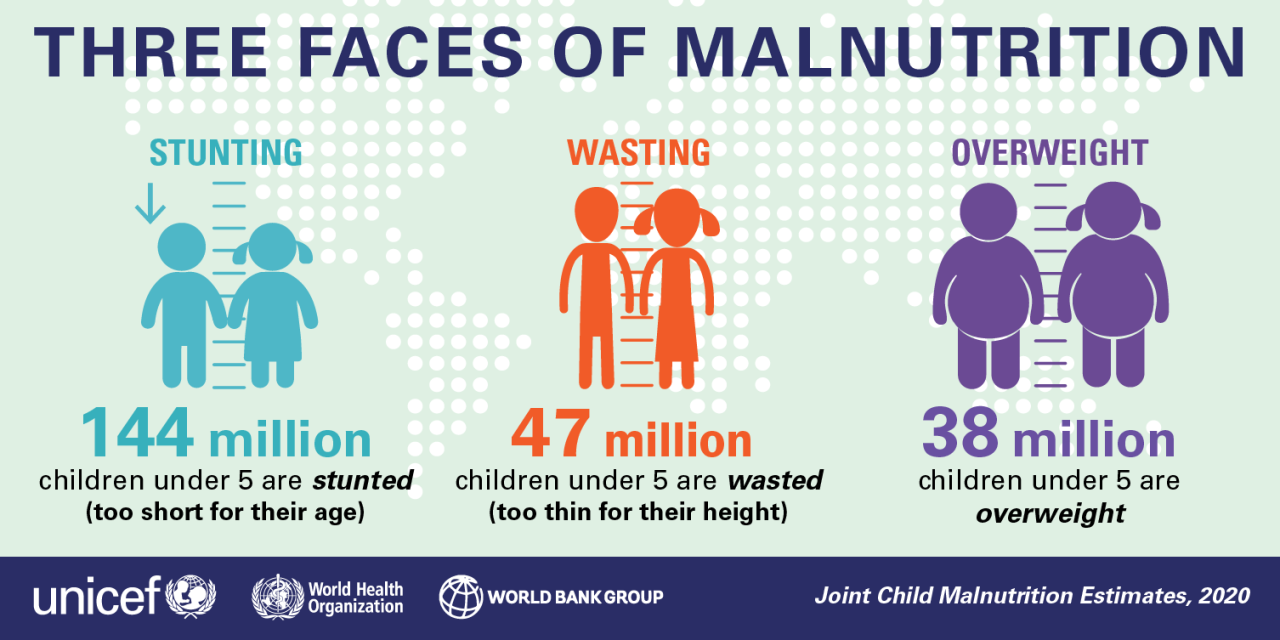 THREE FACES OF MALNUTRITION
STUNTING
144 million
children under 5 are stunted
(too short for their age)
WASTING
47 million
children under 5 are wasted
(too thin for their height)
OVERWEIGHT
38 million
children under 5 are
overweight
unicef
World Health
Organization
WORLD BANK GROUP
Joint Child Malnutrition Estimates, 2020